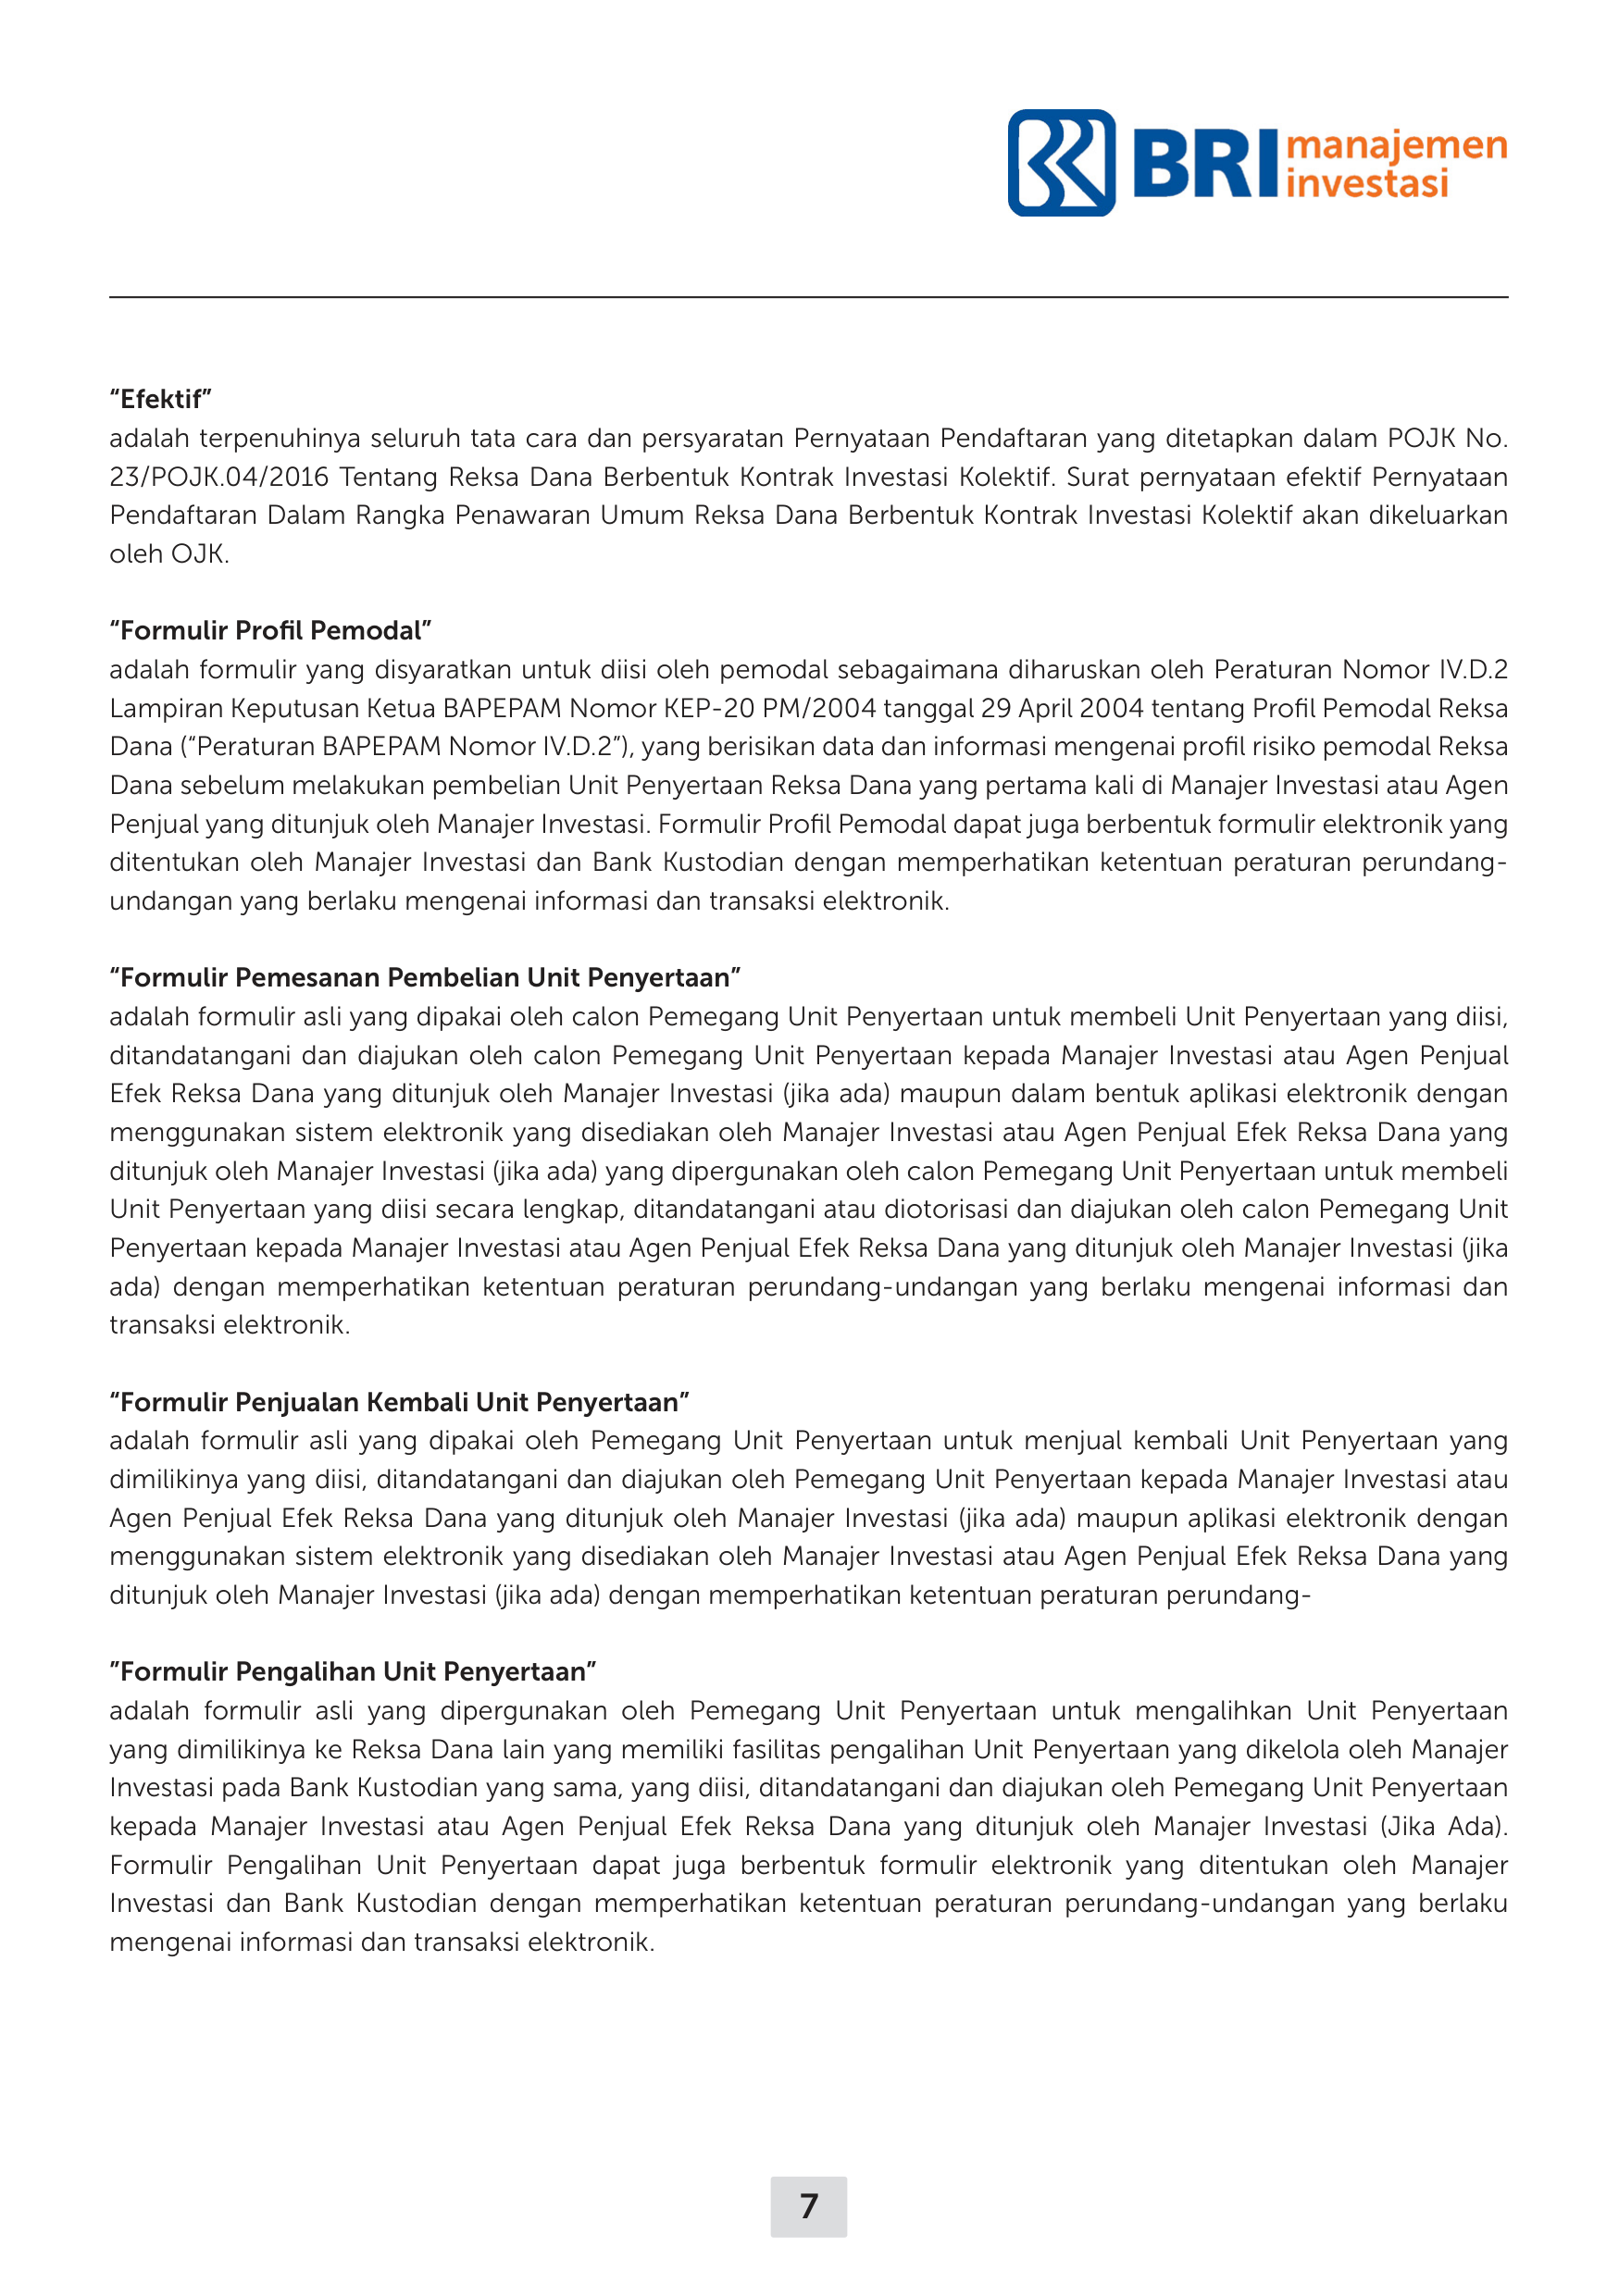 BRI manajemen
investasi
“Efektif”
adalah terpenuhinya seluruh tata cara dan persyaratan Pernyataan Pendaftaran yang ditetapkan dalam POJK No.
23/POJK.04/2016 Tentang Reksa Dana Berbentuk Kontrak Investasi Kolektif. Surat pernyataan efektif Pernyataan
Pendaftaran Dalam Rangka Penawaran Umum Reksa Dana Berbentuk Kontrak Investasi Kolektif akan dikeluarkan
oleh OJK.
“Formulir Profil Pemodal”
adalah formulir yang disyaratkan untuk diisi oleh pemodal sebagaimana diharuskan oleh Peraturan Nomor IV.D.2
Lampiran Keputusan Ketua BAPEPAM Nomor KEP-20 PM/2004 tanggal 29 April 2004 tentang Profil Pemodal Reksa
Dana (“Peraturan BAPEPAM Nomor IV.D.2”), yang berisikan data dan informasi mengenai profil risiko pemodal Reksa
Dana sebelum melakukan pembelian Unit Penyertaan Reksa Dana yang pertama kali di Manajer Investasi atau Agen
Penjual yang ditunjuk oleh Manajer Investasi. Formulir Profil Pemodal dapat juga berbentuk formulir elektronik yang
ditentukan oleh Manajer Investasi dan Bank Kustodian dengan memperhatikan ketentuan peraturan perundang-
undangan yang berlaku mengenai informasi dan transaksi elektronik.
“Formulir Pemesanan Pembelian Unit Penyertaan”
adalah formulir asli yang dipakai oleh calon Pemegang Unit Penyertaan untuk membeli Unit Penyertaan yang diisi,
ditandatangani dan diajukan oleh calon Pemegang Unit Penyertaan kepada Manajer Investasi atau Agen Penjual
Efek Reksa Dana yang ditunjuk oleh Manajer Investasi (jika ada) maupun dalam bentuk aplikasi elektronik dengan
menggunakan sistem elektronik yang disediakan oleh Manajer Investasi atau Agen Penjual Efek Reksa Dana yang
ditunjuk oleh Manajer Investasi (jika ada) yang dipergunakan oleh calon Pemegang Unit Penyertaan untuk membeli
Unit Penyertaan yang diisi secara lengkap, ditandatangani atau diotorisasi dan diajukan oleh calon Pemegang Unit
Penyertaan kepada Manajer Investasi atau Agen Penjual Efek Reksa Dana yang ditunjuk oleh Manajer Investasi (jika
ada) dengan memperhatikan ketentuan peraturan perundang-undangan yang berlaku mengenai informasi dan
transaksi elektronik.
“Formulir Penjualan Kembali Unit Penyertaan”
adalah formulir asli yang dipakai oleh Pemegang Unit Penyertaan untuk menjual kembali Unit Penyertaan yang
dimilikinya yang diisi, ditandatangani dan diajukan oleh Pemegang Unit Penyertaan kepada Manajer Investasi atau
Agen Penjual Efek Reksa Dana yang ditunjuk oleh Manajer Investasi (jika ada) maupun aplikasi elektronik dengan
menggunakan sistem elektronik yang disediakan oleh Manajer Investasi atau Agen Penjual Efek Reksa Dana yang
ditunjuk oleh Manajer Investasi (jika ada) dengan memperhatikan ketentuan peraturan perundang-
”Formulir Pengalihan Unit Penyertaan”
adalah formulir asli yang dipergunakan oleh Pemegang Unit Penyertaan untuk mengalihkan Unit Penyertaan
yang dimilikinya ke Reksa Dana lain yang memiliki fasilitas pengalihan Unit Penyertaan yang dikelola oleh Manajer
Investasi pada Bank Kustodian yang sama, yang diisi, ditandatangani dan diajukan oleh Pemegang Unit Penyertaan
kepada Manajer Investasi atau Agen Penjual Efek Reksa Dana yang ditunjuk oleh Manajer Investasi (Jika Ada).
Formulir Pengalihan Unit Penyertaan dapat juga berbentuk formulir elektronik yang ditentukan oleh Manajer
Investasi dan Bank Kustodian dengan memperhatikan ketentuan peraturan perundang-undangan yang berlaku
mengenai informasi dan transaksi elektronik.
7